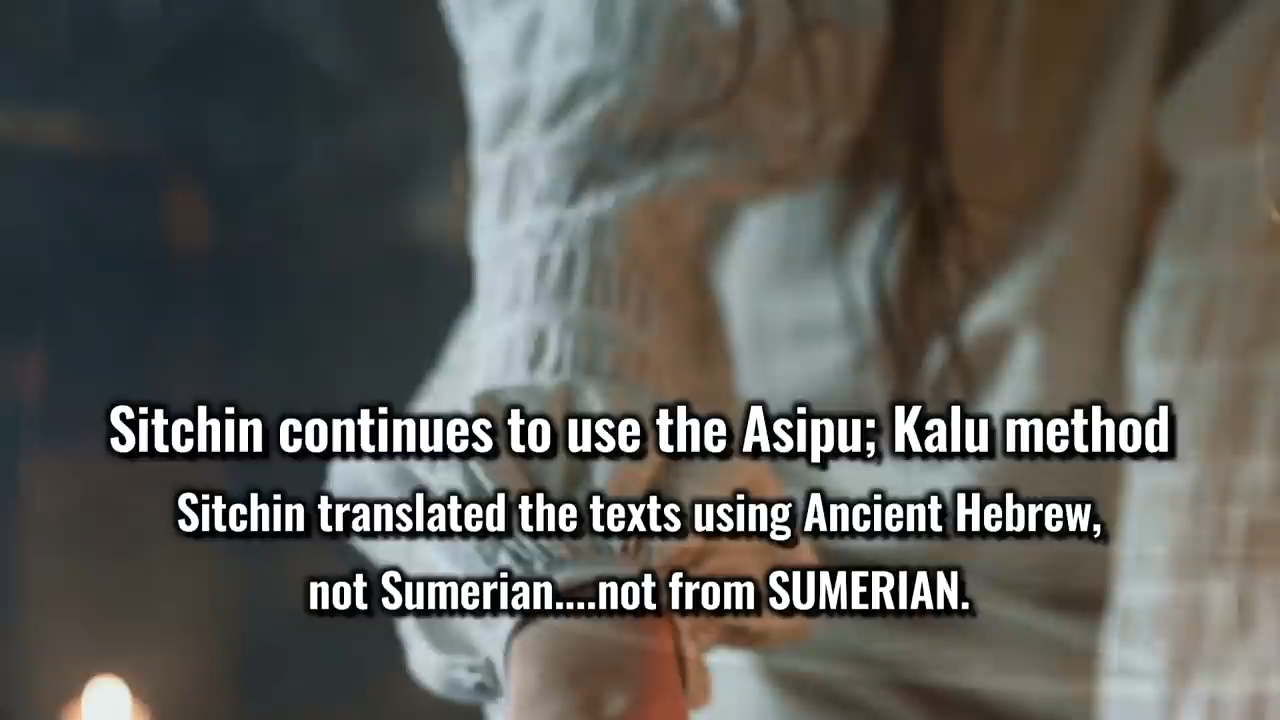 Sitchin continues to use the Asipu; Kalu method
Sitchin translated the texts using Ancient Hebrew,
not Sumerian....not from SUMERIAN.